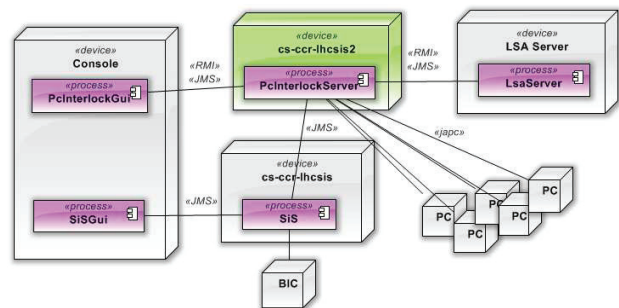 «device»
Console
«process»
PcInterlockGui
«process»
SiSGui
«RMI»
«JMS»
«device»
cs-ccr-lhcsis2
«process»
PcInterlockServer
«RMI»
«JMS»
«device»
LSA Server
«process»
LsaServer
«JMS»
«japc»
«device»
cs-ccr-lhcsis
«process»
SiS
«JMS»
BIC
PC
PC
PC
PC
PC